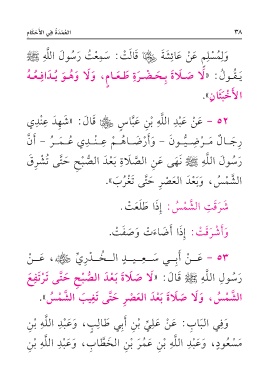 ٣٨ العُمْدَةُ فِي الأَحْكَامِ
وَلِمُسْلِمٍ عَنْ عَائِشَةَ ﷞ قَالَتْ: سَمِعْتُ رَسُولَ اللَّهِ ﷺ
يَقُولُ: «لَا صَلَاةَ بِحَضْرَةِ طَعَامٍ، وَلَا وَهُوَ يُدَافِعُهُ
الأَخْبَثَانِ».
٥٢ - عَنْ عَبْدِ اللَّهِ بْنِ عَبَّاسٍ ﷠ قَالَ: «شَهِدَ عِنْدِي
رِجَالٌ مَرْضِيُّونَ - وَأَرْضَاهُمْ عِنْدِي عُمَرُ - أَنَّ
رَسُولَ اللَّهِ ﷺ نَهَى عَنِ الصَّلَاةِ بَعْدَ الصُّبْحِ حَتَّى تُشْرِقَ
الشَّمْسُ، وَبَعْدَ العَصْرِ حَتَّى تَغْرُبَ».
شَرَقَتِ الشَّمْسُ: إِذَا طَلَعَتْ.
وَأَشْرَقَتْ: إِذَا أَضَاءَتْ وَصَفَتْ.
٥٣ - عَنْ أَبِي سَعِيدٍ الخُدْرِيِّ ﷜، عَنْ
رَسُولِ اللَّهِ ﷺ قَالَ: «لَا صَلَاةَ بَعْدَ الصُّبْحِ حَتَّى تَرْتَفِعَ
الشَّمْسُ، وَلَا صَلَاةَ بَعْدَ العَصْرِ حَتَّى تَغِيبَ الشَّمْسُ».
وَفِي البَابِ: عَنْ عَلِيِّ بْنِ أَبِي طَالِبٍ، وَعَبْدِ اللَّهِ بْنِ
مَسْعُودٍ، وَعَبْدِ اللَّهِ بْنِ عُمَرَ بْنِ الخَطَّابِ، وَعَبْدِ اللَّهِ بْنِ